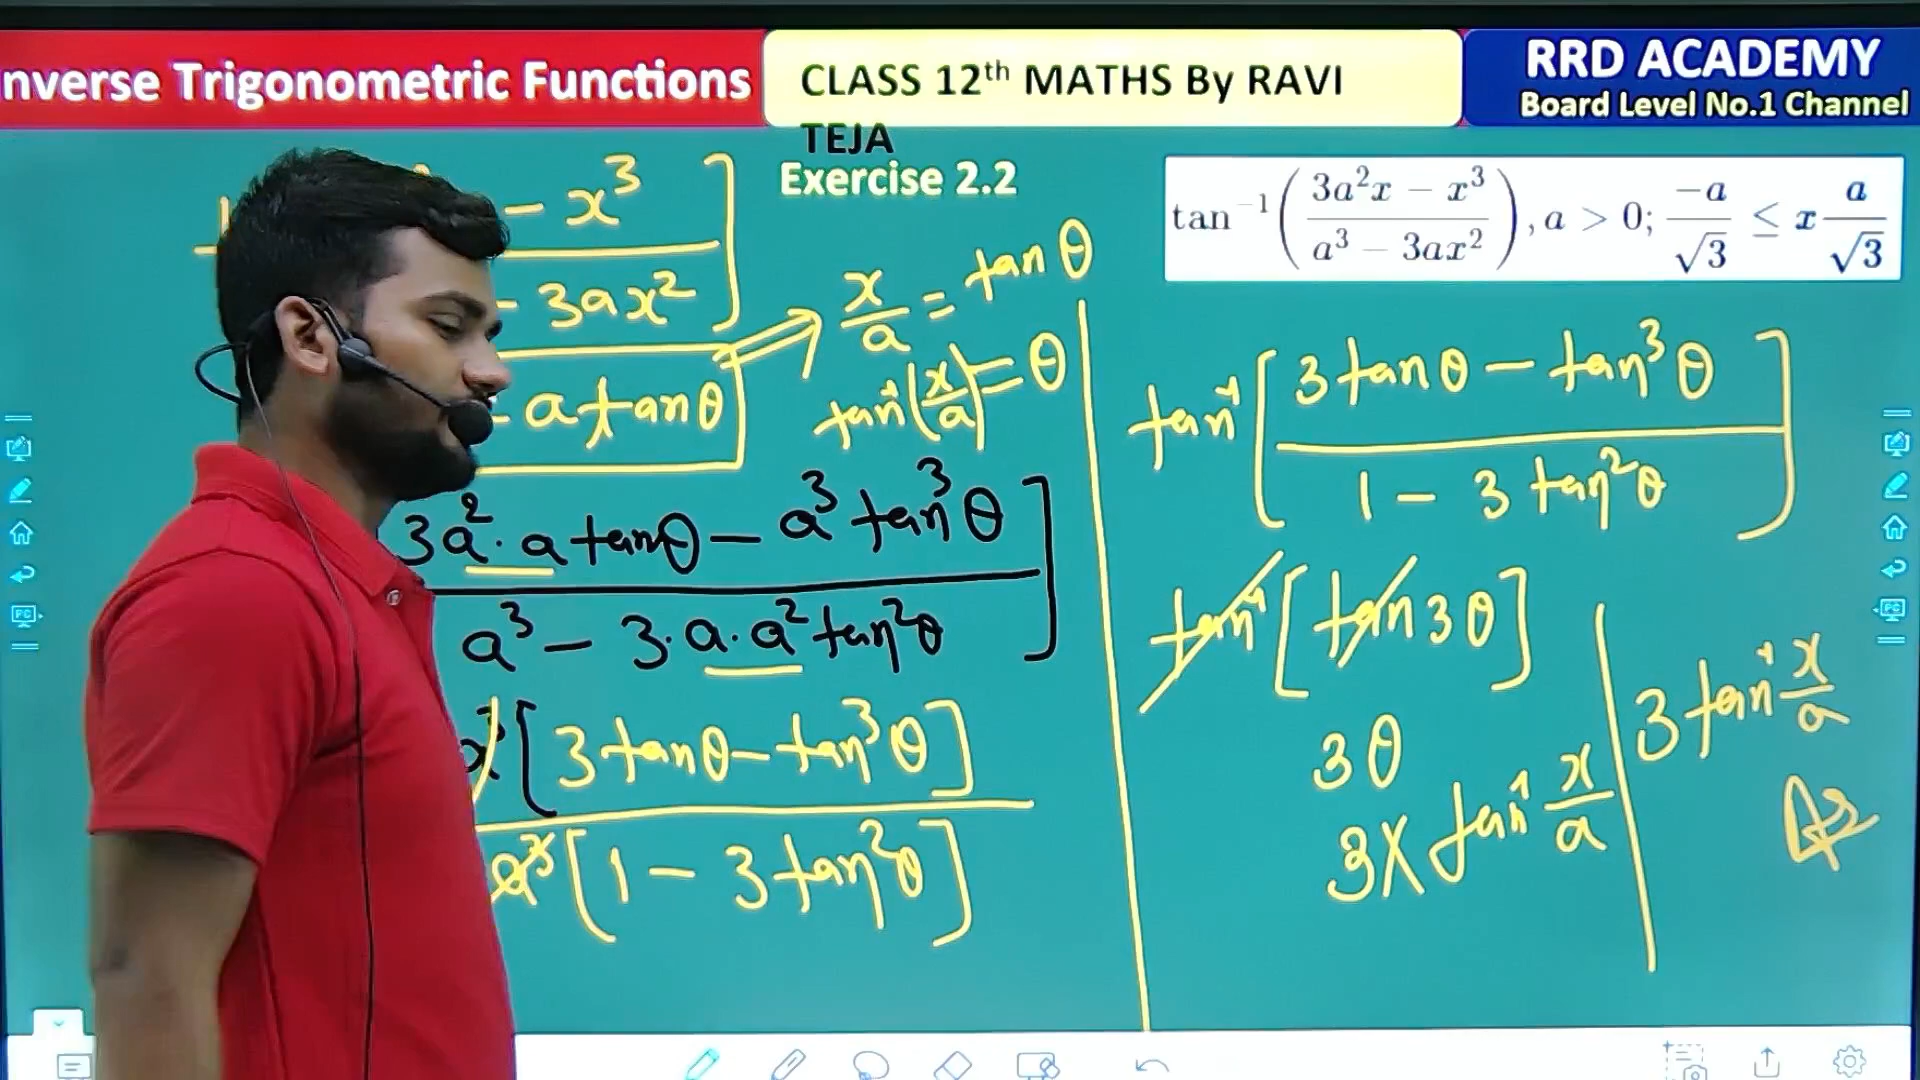 nverse Trigonometric Functions
CLASS 12th MATHS By RAVI
TEJA
RRD ACADEMY
Board Level No.1 Channel
Exercise 2.2
tan⁻¹((3a²x − x³)/(a³ − 3ax²)), a > 0; −a/√3 ≤ x a/√3
− x³
− 3ax²
= a tanθ
x/a = tan θ
tan⁻¹(x/a) = θ
3a²·a tanθ − a³ tan³θ
a³ − 3·a·a² tan²θ
a³[3tanθ − tan³θ]
a³[1 − 3tan²θ]
tan⁻¹[(3tanθ − tan³θ)/(1 − 3tan²θ)]
tan⁻¹[tan3θ]
3θ
3× tan⁻¹ x/a
3tan⁻¹ x/a
PC
PC